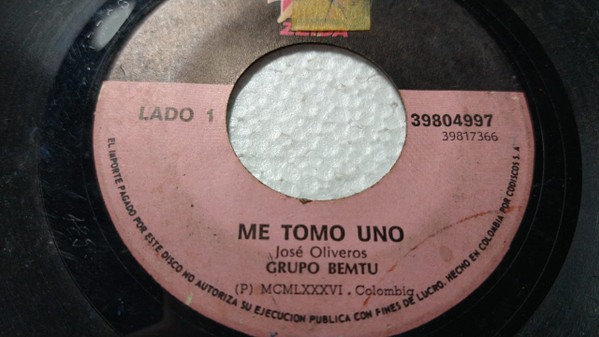 ZEIDA
LADO 1
39804997
39817366
ME TOMO UNO
José Oliveros
GRUPO BEMTU
(P) MCMLXXXVI . Colombia
EL IMPORTE PAGADO POR ESTE DISCO NO AUTORIZA SU EJECUCION PUBLICA CON FINES DE LUCRO. HECHO EN COLOMBIA POR CODISCOS S. A